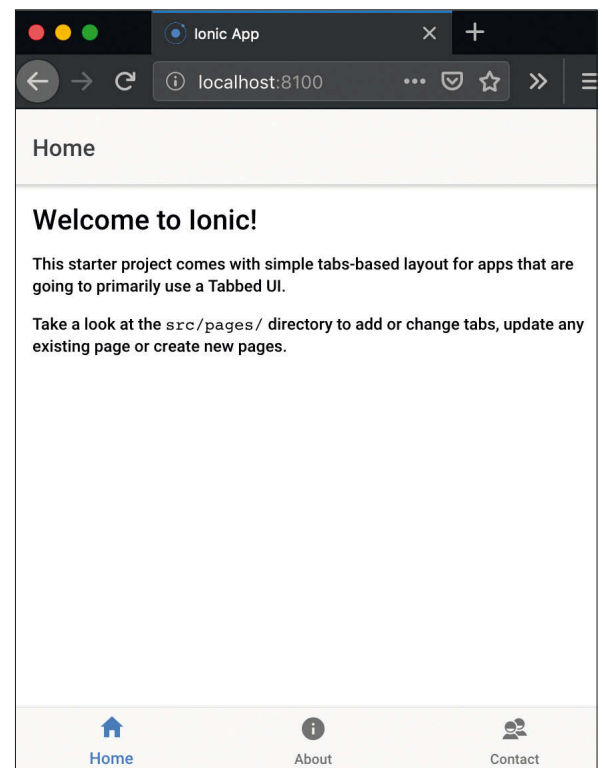 Ionic App
localhost:8100
Home
Welcome to Ionic!
This starter project comes with simple tabs-based layout for apps that are
going to primarily use a Tabbed UI.
Take a look at the src/pages/ directory to add or change tabs, update any
existing page or create new pages.
Home About Contact